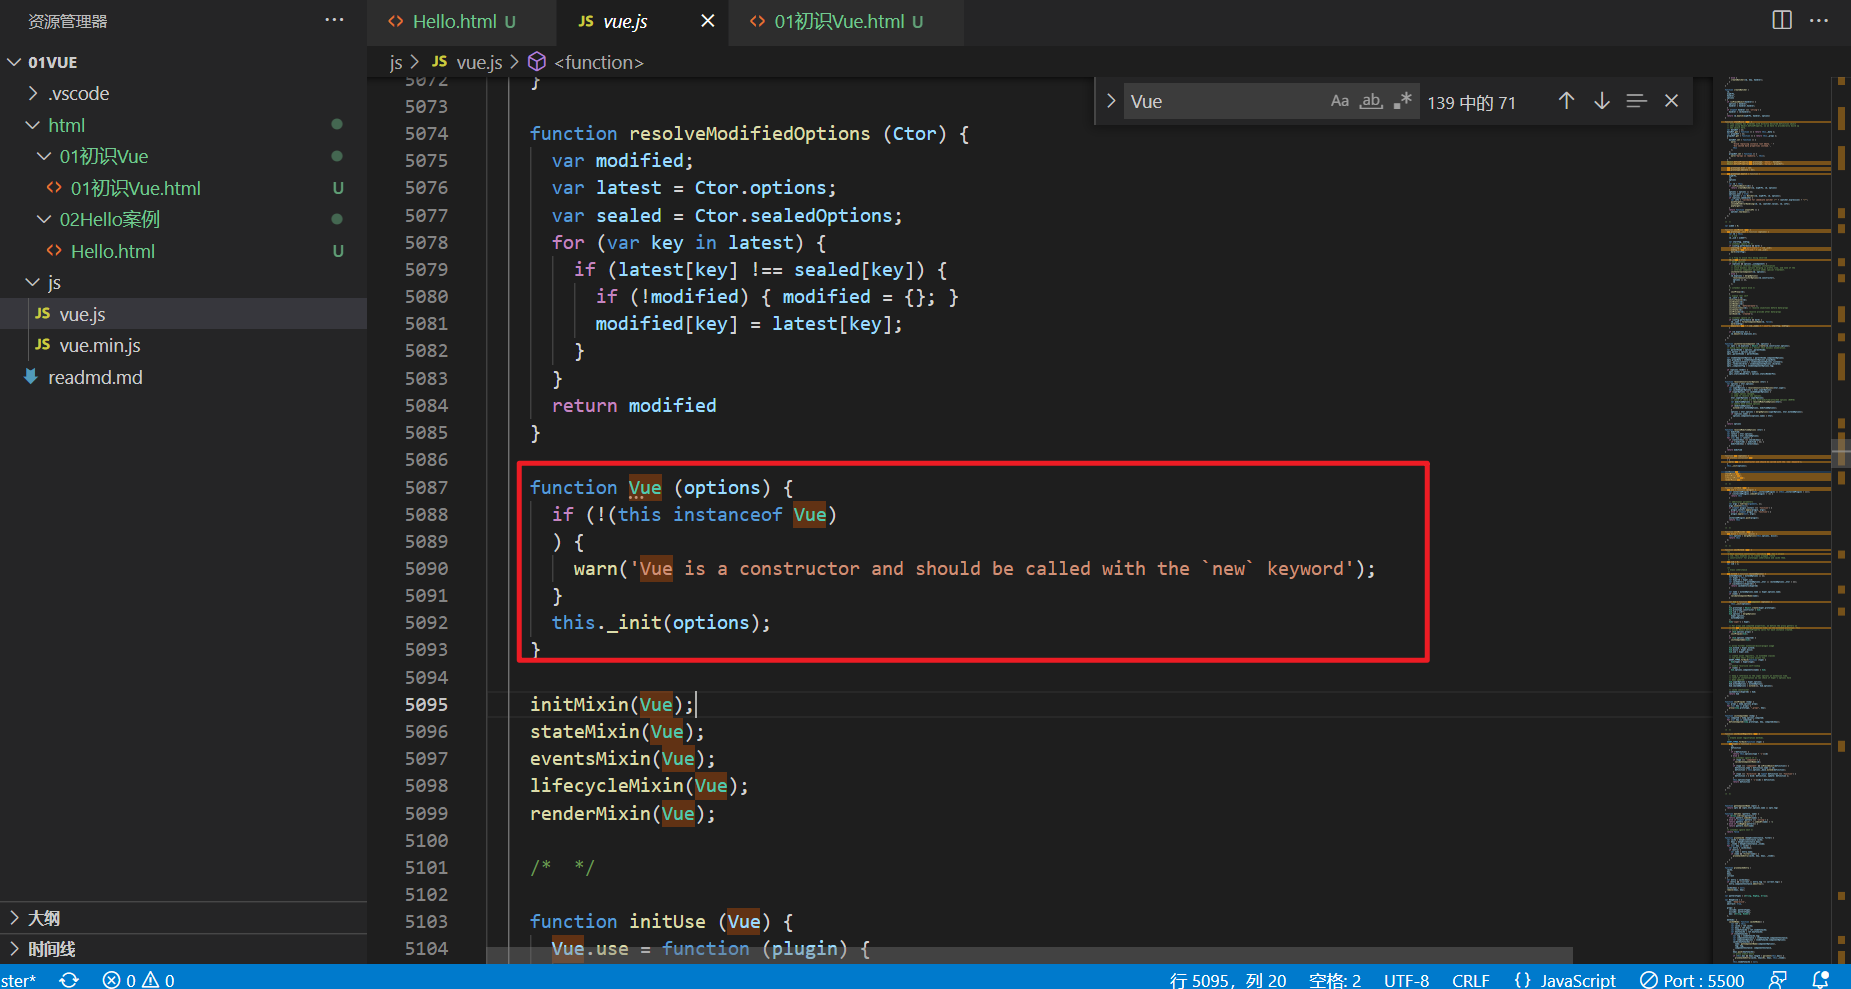 资源管理器 ···
01VUE
.vscode
html
01初识Vue
01初识Vue.html U
02Hello案例
Hello.html U
js
JS vue.js
JS vue.min.js
readmd.md
大纲
时间线
Hello.html U
JS vue.js
01初识Vue.html U
js > JS vue.js > <function>
Vue Aa ab 139 中的 71
5072 }
5073
5074 function resolveModifiedOptions (Ctor) {
5075 var modified;
5076 var latest = Ctor.options;
5077 var sealed = Ctor.sealedOptions;
5078 for (var key in latest) {
5079 if (latest[key] !== sealed[key]) {
5080 if (!modified) { modified = {}; }
5081 modified[key] = latest[key];
5082 }
5083 }
5084 return modified
5085 }
5086
5087 function Vue (options) {
5088 if (!(this instanceof Vue)
5089 ) {
5090 warn('Vue is a constructor and should be called with the `new` keyword');
5091 }
5092 this._init(options);
5093 }
5094
5095 initMixin(Vue);
5096 stateMixin(Vue);
5097 eventsMixin(Vue);
5098 lifecycleMixin(Vue);
5099 renderMixin(Vue);
5100
5101 /*  */
5102
5103 function initUse (Vue) {
5104 Vue.use = function (plugin) {
ster* 0 0 行 5095，列 20 空格: 2 UTF-8 CRLF {} JavaScript Port : 5500